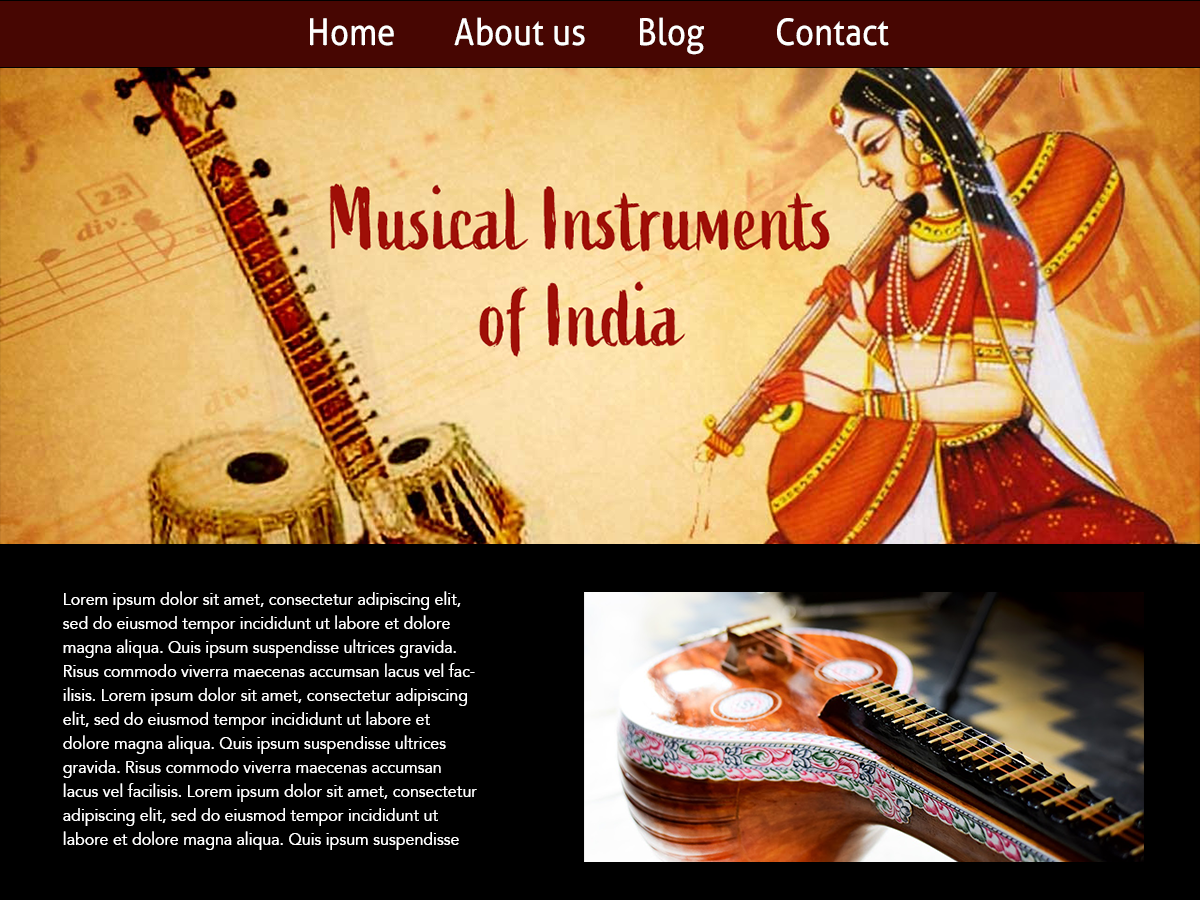 Home About us Blog Contact
23
div.
Musical Instruments
of India
div.
Lorem ipsum dolor sit amet, consectetur adipiscing elit,
sed do eiusmod tempor incididunt ut labore et dolore
magna aliqua. Quis ipsum suspendisse ultrices gravida.
Risus commodo viverra maecenas accumsan lacus vel fac-
ilisis. Lorem ipsum dolor sit amet, consectetur adipiscing
elit, sed do eiusmod tempor incididunt ut labore et
dolore magna aliqua. Quis ipsum suspendisse ultrices
gravida. Risus commodo viverra maecenas accumsan
lacus vel facilisis. Lorem ipsum dolor sit amet, consectetur
adipiscing elit, sed do eiusmod tempor incididunt ut
labore et dolore magna aliqua. Quis ipsum suspendisse